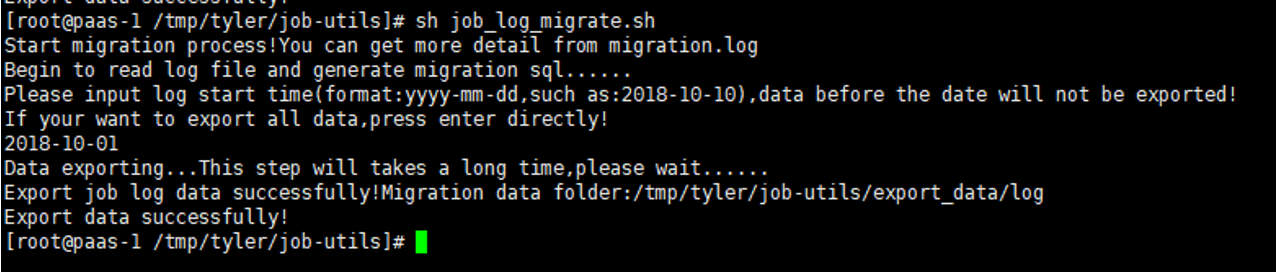 Export data successfully!
[root@paas-1 /tmp/tyler/job-utils]# sh job_log_migrate.sh
Start migration process!You can get more detail from migration.log
Begin to read log file and generate migration sql......
Please input log start time(format:yyyy-mm-dd,such as:2018-10-10),data before the date will not be exported!
If your want to export all data,press enter directly!
2018-10-01
Data exporting...This step will takes a long time,please wait......
Export job log data successfully!Migration data folder:/tmp/tyler/job-utils/export_data/log
Export data successfully!
[root@paas-1 /tmp/tyler/job-utils]#